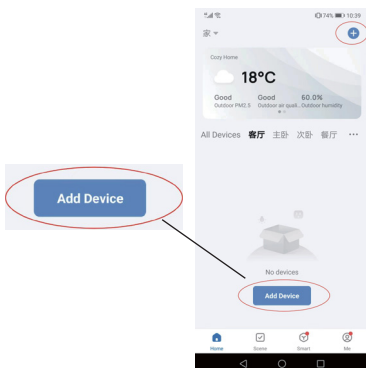 74% 10:39
家
Cozy Home
18°C
Good Good 60.0%
Outdoor PM2.5 Outdoor air quali.. Outdoor humidity
All Devices 客厅 主卧 次卧 餐厅 ...
Add Device
No devices
Add Device
Home Scene Smart Me